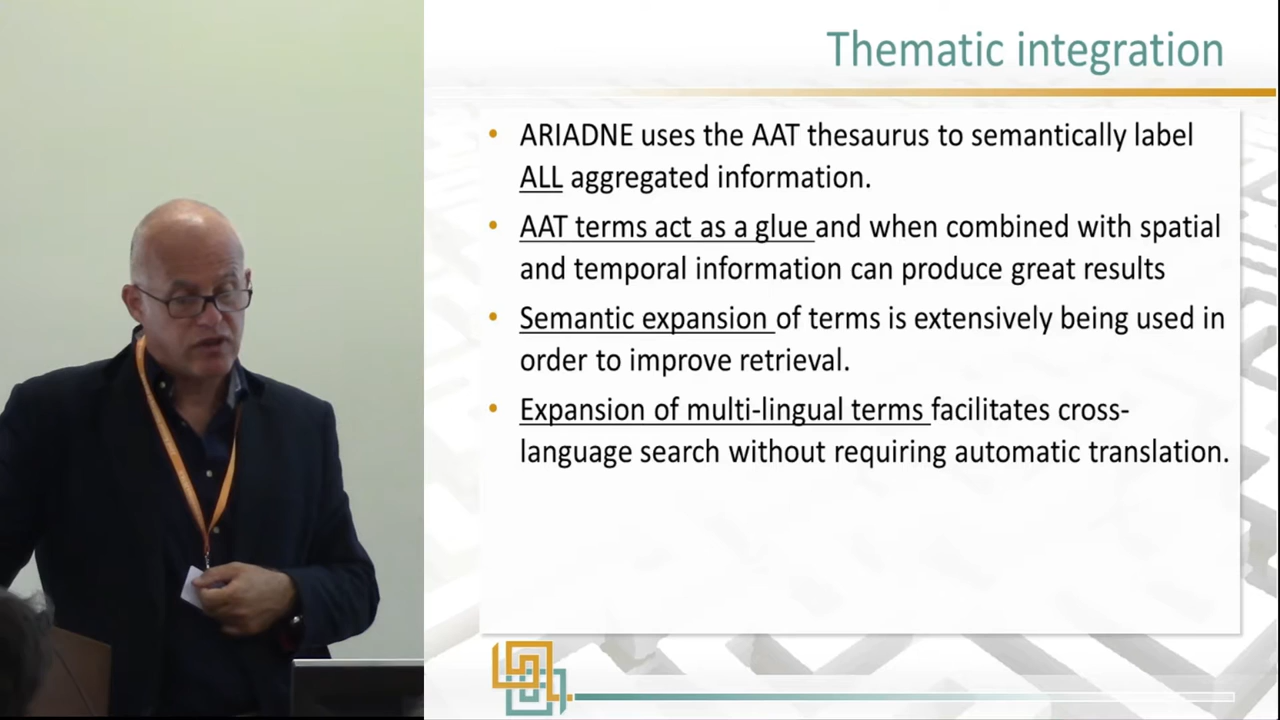 Thematic integration
• ARIADNE uses the AAT thesaurus to semantically label
ALL aggregated information.
• AAT terms act as a glue and when combined with spatial
and temporal information can produce great results
• Semantic expansion of terms is extensively being used in
order to improve retrieval.
• Expansion of multi-lingual terms facilitates cross-
language search without requiring automatic translation.